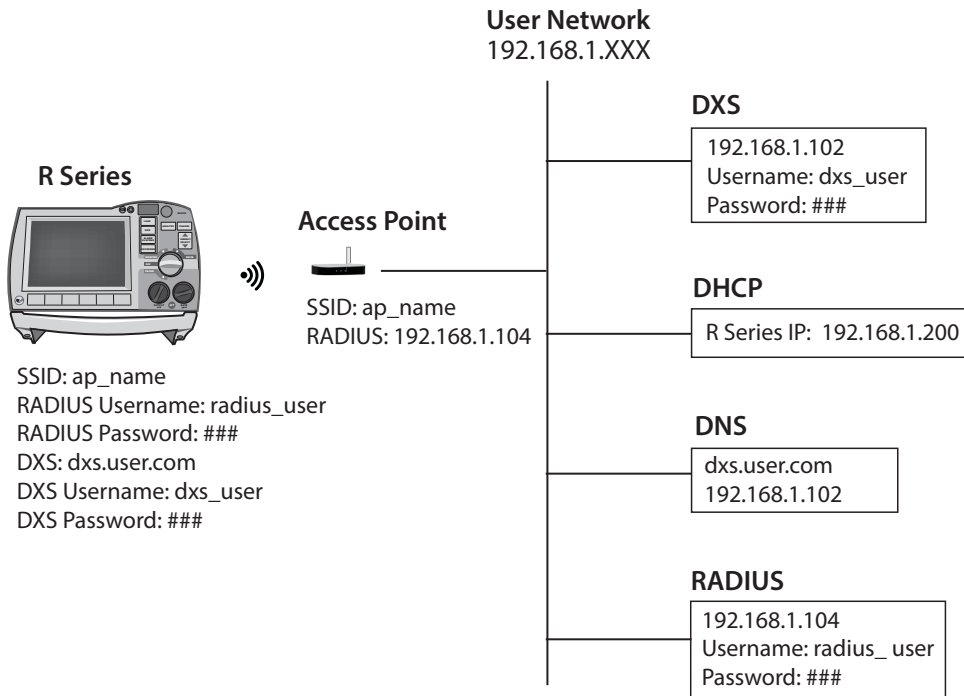 User Network
192.168.1.XXX
R Series
SSID: ap_name
RADIUS Username: radius_user
RADIUS Password: ###
DXS: dxs.user.com
DXS Username: dxs_user
DXS Password: ###
Access Point
SSID: ap_name
RADIUS: 192.168.1.104
DXS
192.168.1.102
Username: dxs_user
Password: ###
DHCP
R Series IP: 192.168.1.200
DNS
dxs.user.com
192.168.1.102
RADIUS
192.168.1.104
Username: radius_ user
Password: ###